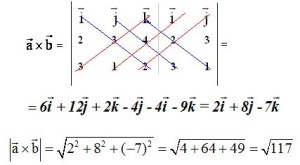 i⃗ j⃗ k⃗ i⃗ j⃗
a⃗ × b⃗ = | 2 3 4 2 3 | =
3 1 2 3 1
= 6i⃗ + 12j⃗ + 2k⃗ - 4j⃗ - 4i⃗ - 9k⃗ = 2i⃗ + 8j⃗ - 7k⃗
|a⃗ × b⃗| = √(2² + 8² + (-7)²) = √(4 + 64 + 49) = √117